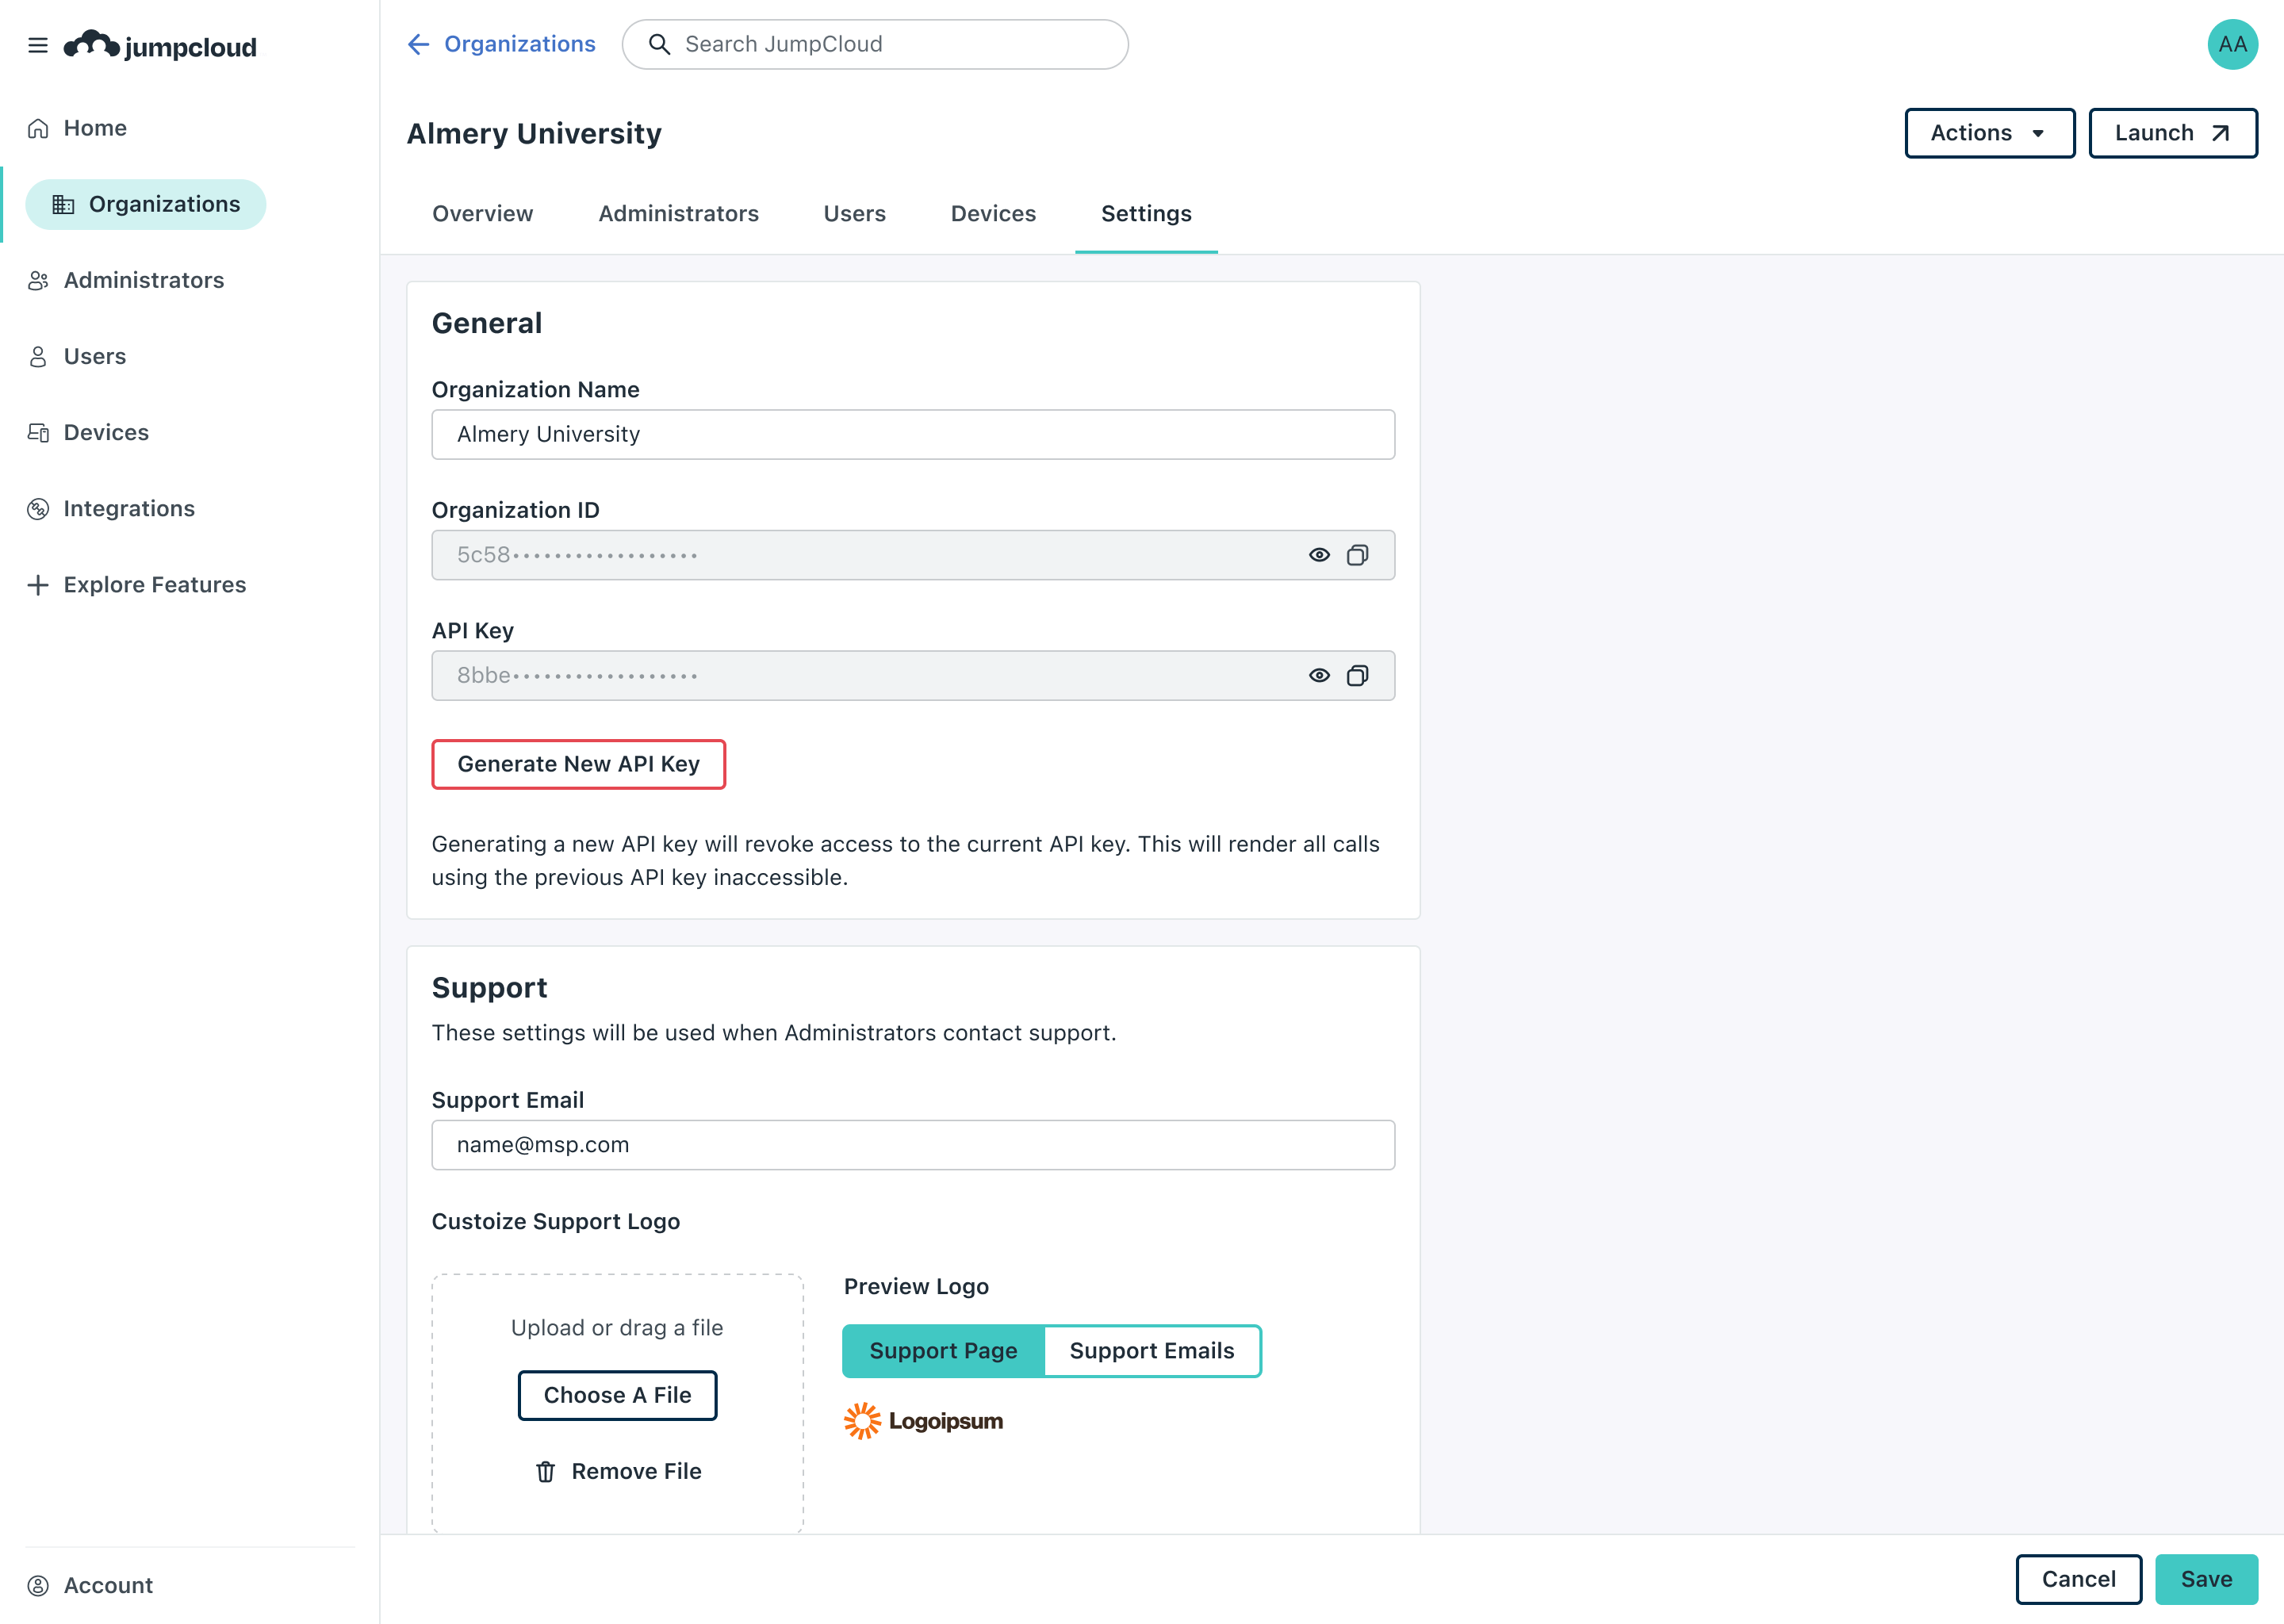 jumpcloud
Home
Organizations
Administrators
Users
Devices
Integrations
Explore Features
Account
Organizations
Search JumpCloud
AA
Almery University
Actions
Launch
Overview
Administrators
Users
Devices
Settings
General
Organization Name
Almery University
Organization ID
5c58••••••••••••••••••
API Key
8bbe••••••••••••••••••
Generate New API Key
Generating a new API key will revoke access to the current API key. This will render all calls
using the previous API key inaccessible.
Support
These settings will be used when Administrators contact support.
Support Email
name@msp.com
Custoize Support Logo
Upload or drag a file
Choose A File
Remove File
Preview Logo
Support Page
Support Emails
Logoipsum
Cancel
Save